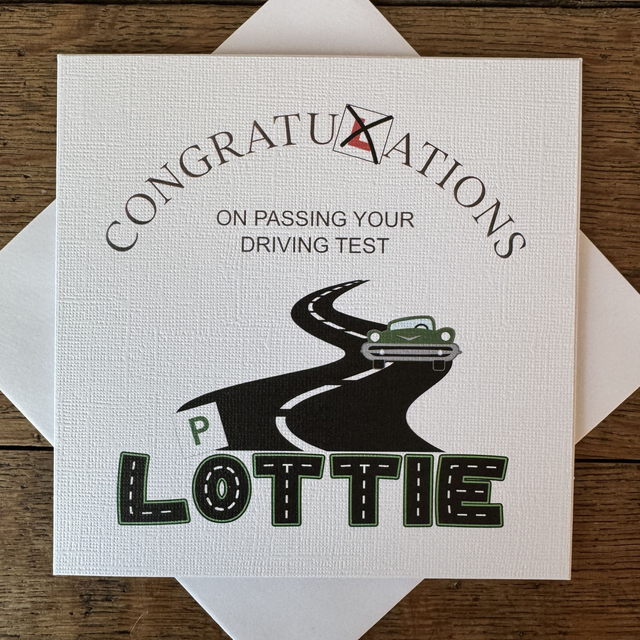 CONGRATULATIONS
ON PASSING YOUR
DRIVING TEST
P
LOTTIE